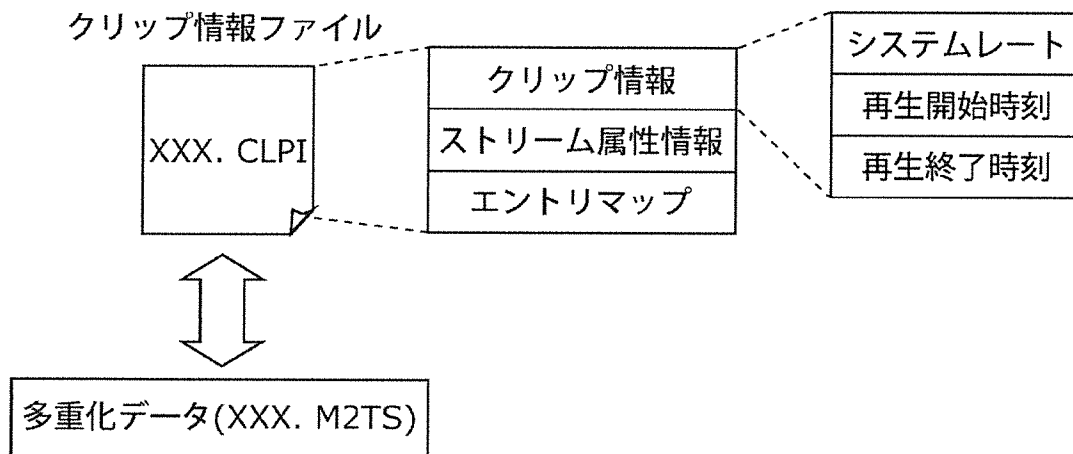 クリップ情報ファイル
XXX. CLPI
クリップ情報
ストリーム属性情報
エントリマップ
システムレート
再生開始時刻
再生終了時刻
多重化データ(XXX. M2TS)